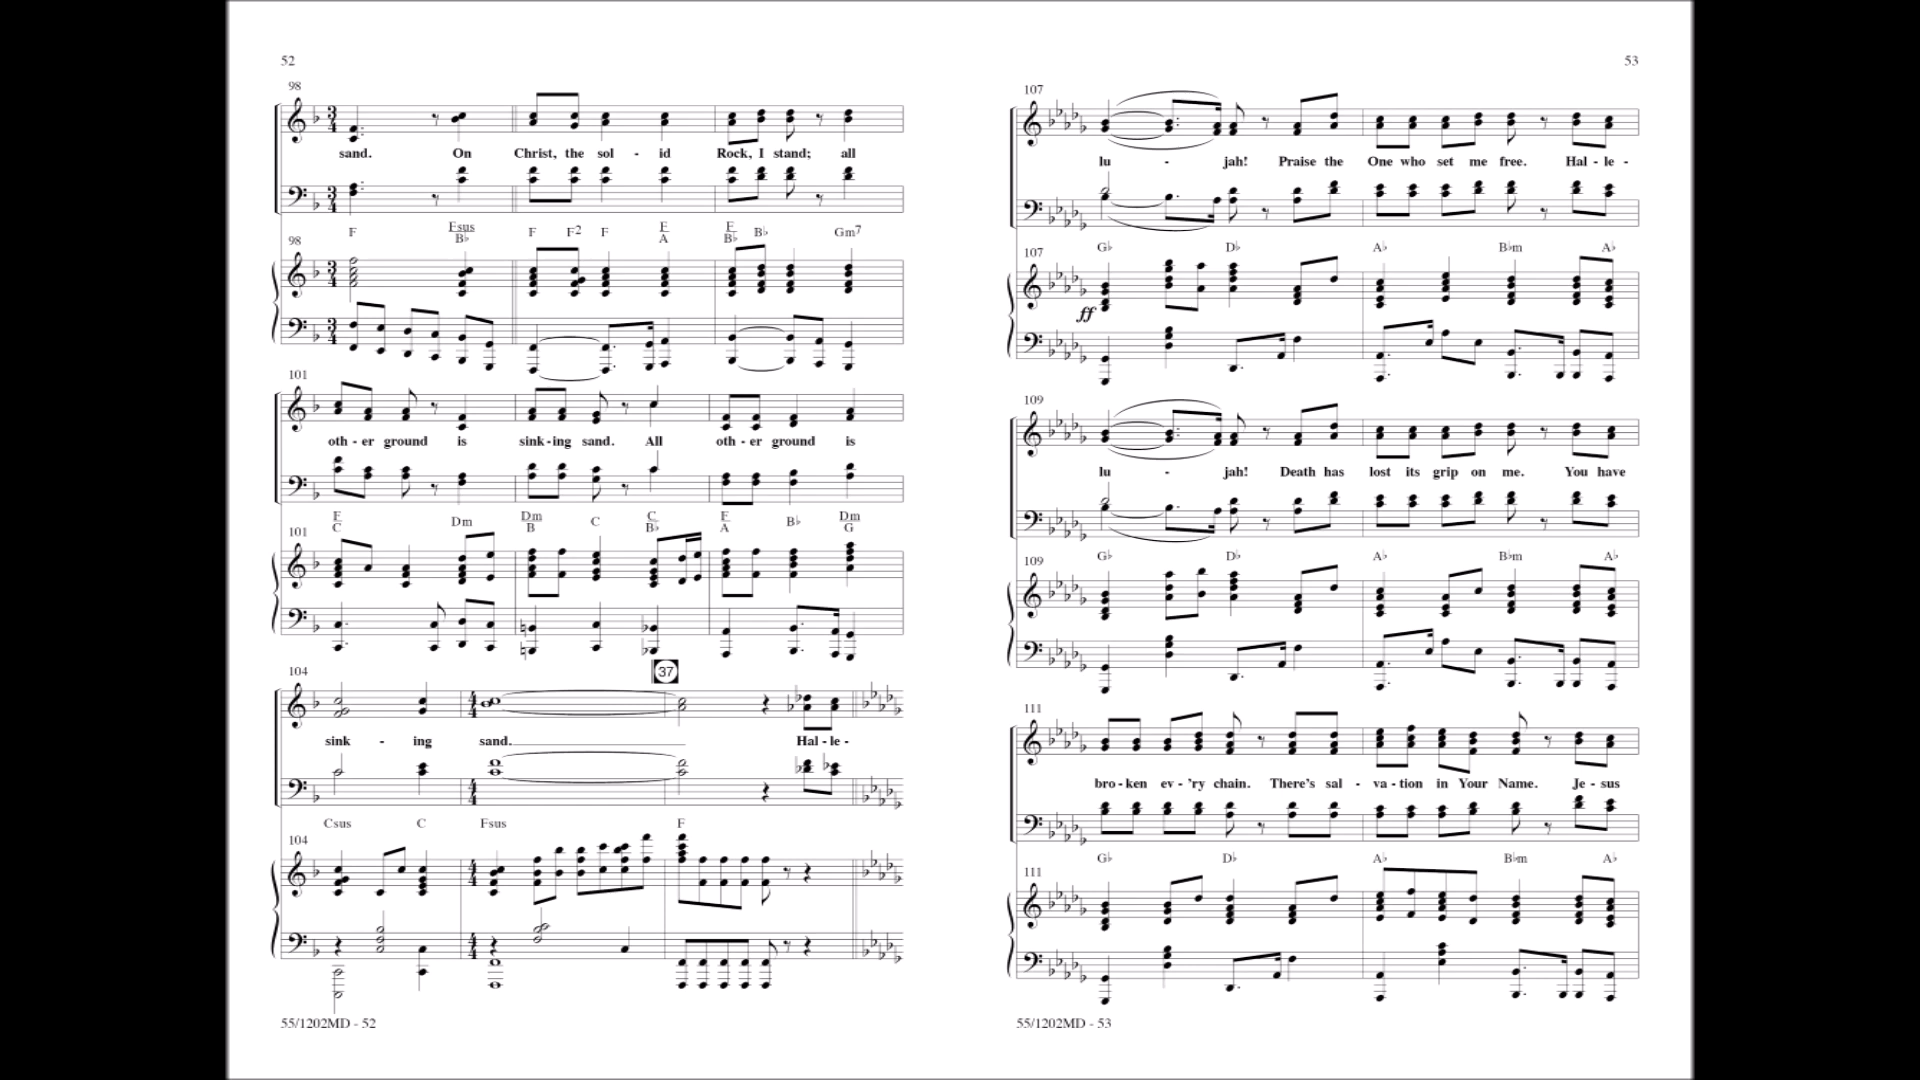 52
98
sand. On Christ, the sol - id Rock, I stand; all
F Fsus/B♭ F F2 F F/A F/B♭ B♭ Gm7
98
101
oth - er ground is sink - ing sand. All oth - er ground is
F/C Dm Dm/B C C/B♭ F/A B♭ Dm/G
101
37
104
sink - ing sand. Hal - le -
Csus C Fsus F
104
55/1202MD - 52
53
107
lu - jah! Praise the One who set me free. Hal - le -
G♭ D♭ A♭ B♭m A♭
107
ff
109
lu - jah! Death has lost its grip on me. You have
G♭ D♭ A♭ B♭m A♭
109
111
bro - ken ev - 'ry chain. There's sal - va - tion in Your Name. Je - sus
G♭ D♭ A♭ B♭m A♭
111
55/1202MD - 53